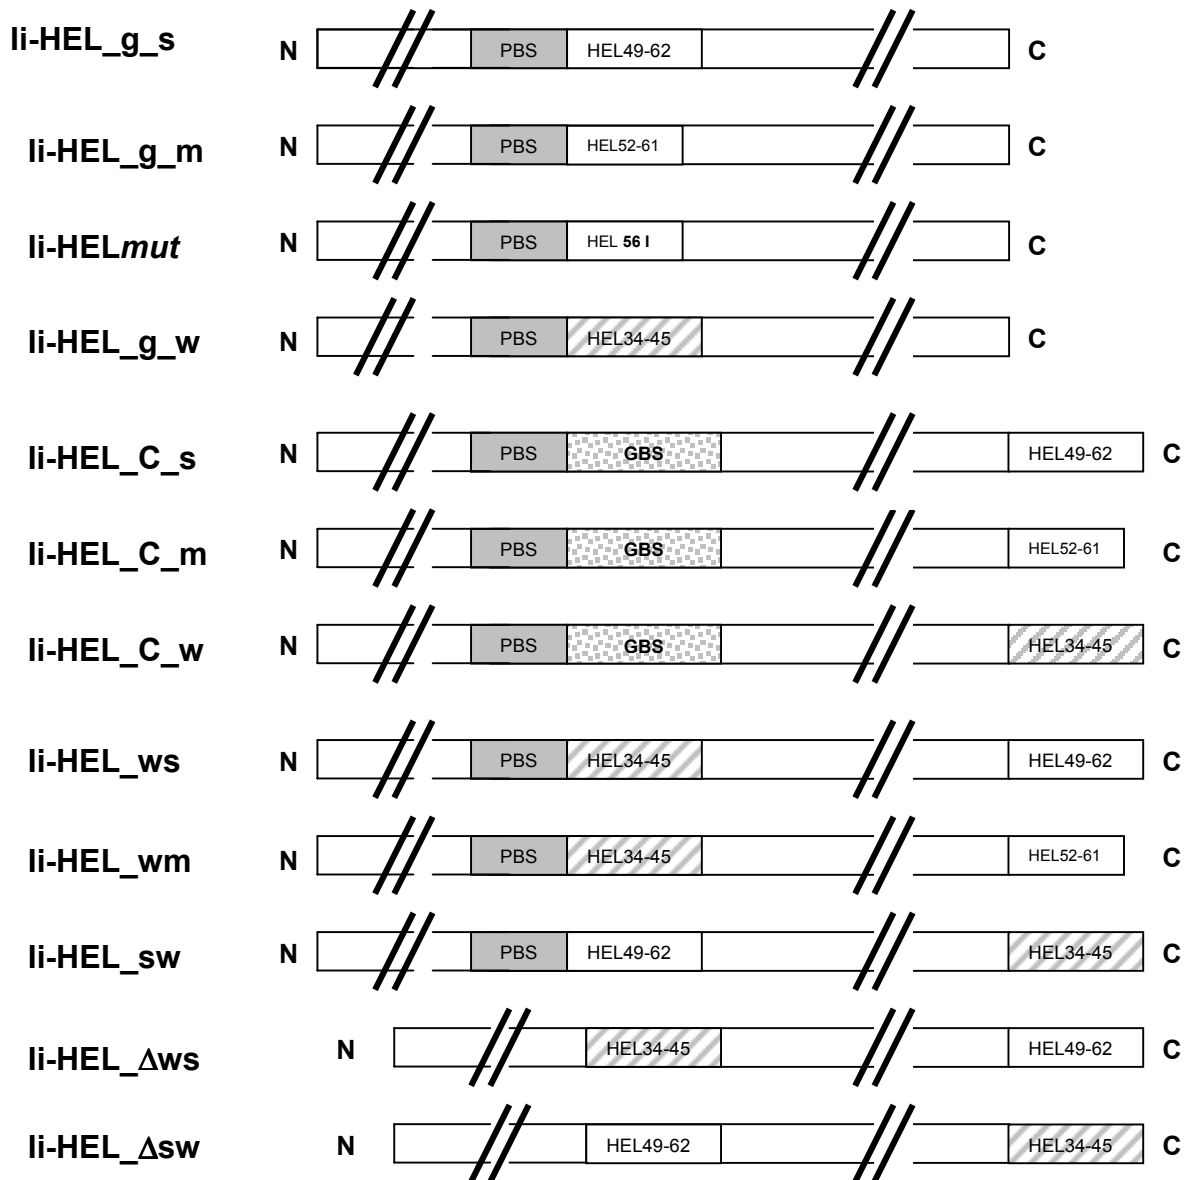 Ii-HEL_g_s N PBS HEL49-62 C
Ii-HEL_g_m N PBS HEL52-61 C
Ii-HELmut N PBS HEL 56 I C
Ii-HEL_g_w N PBS HEL34-45 C
Ii-HEL_C_s N PBS GBS HEL49-62 C
Ii-HEL_C_m N PBS GBS HEL52-61 C
Ii-HEL_C_w N PBS GBS HEL34-45 C
Ii-HEL_ws N PBS HEL34-45 HEL49-62 C
Ii-HEL_wm N PBS HEL34-45 HEL52-61 C
Ii-HEL_sw N PBS HEL49-62 HEL34-45 C
Ii-HEL_Δws N HEL34-45 HEL49-62 C
Ii-HEL_Δsw N HEL49-62 HEL34-45 C